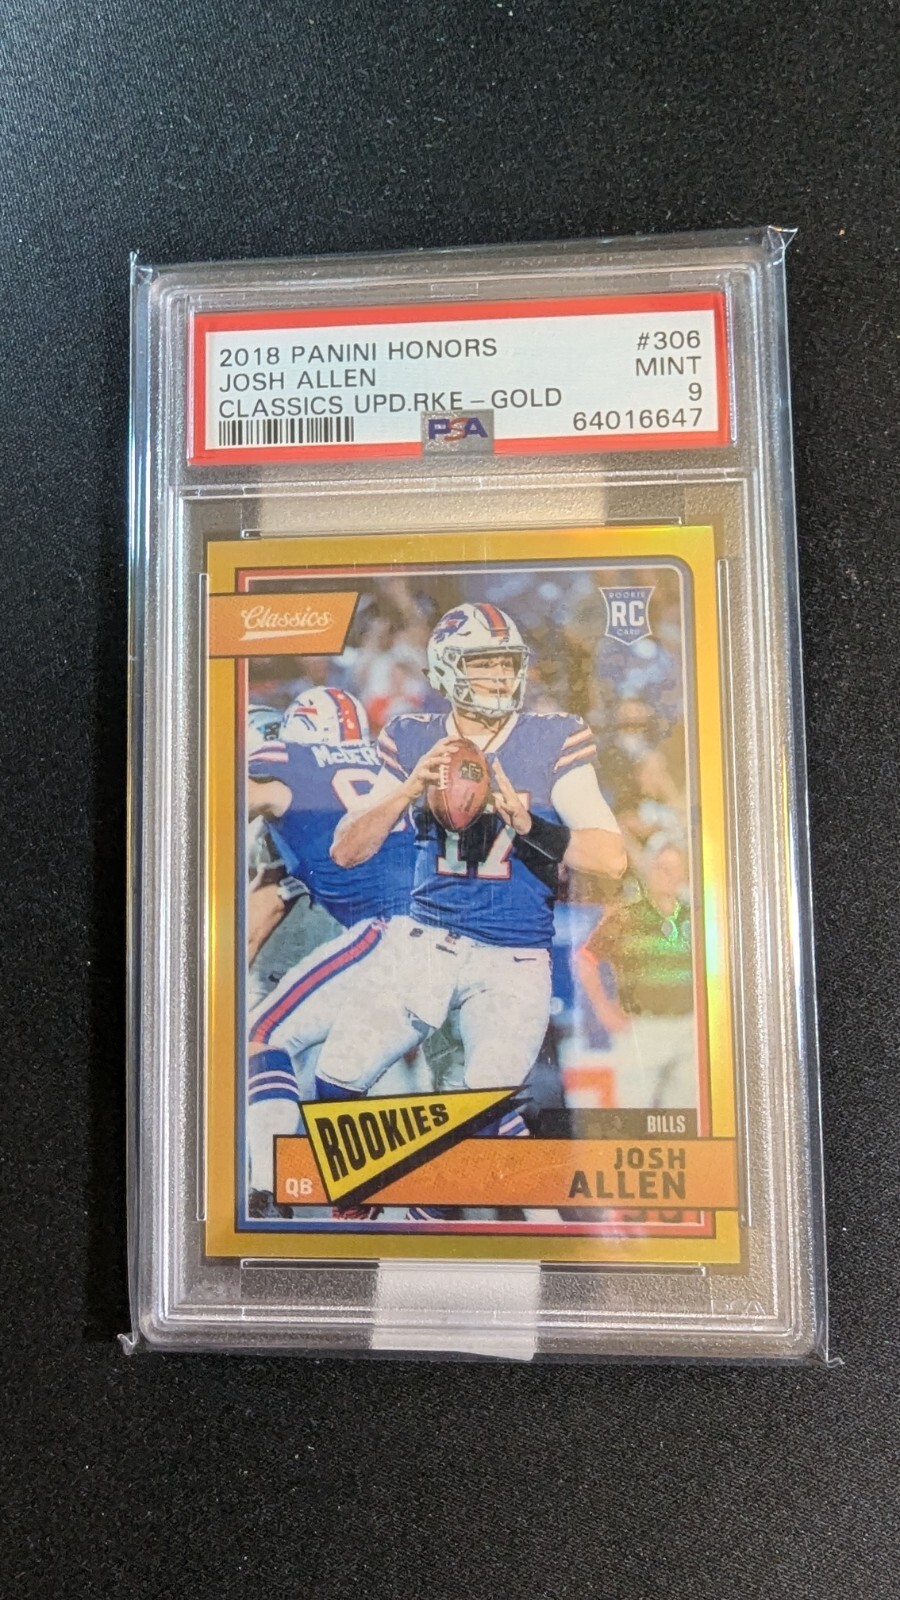 2018 PANINI HONORS #306
JOSH ALLEN MINT
CLASSICS UPD.RKE – GOLD 9
PSA 64016647
Classics
ROOKIE
RC
CARD
17
ROOKIES
BILLS
QB
JOSH
ALLEN